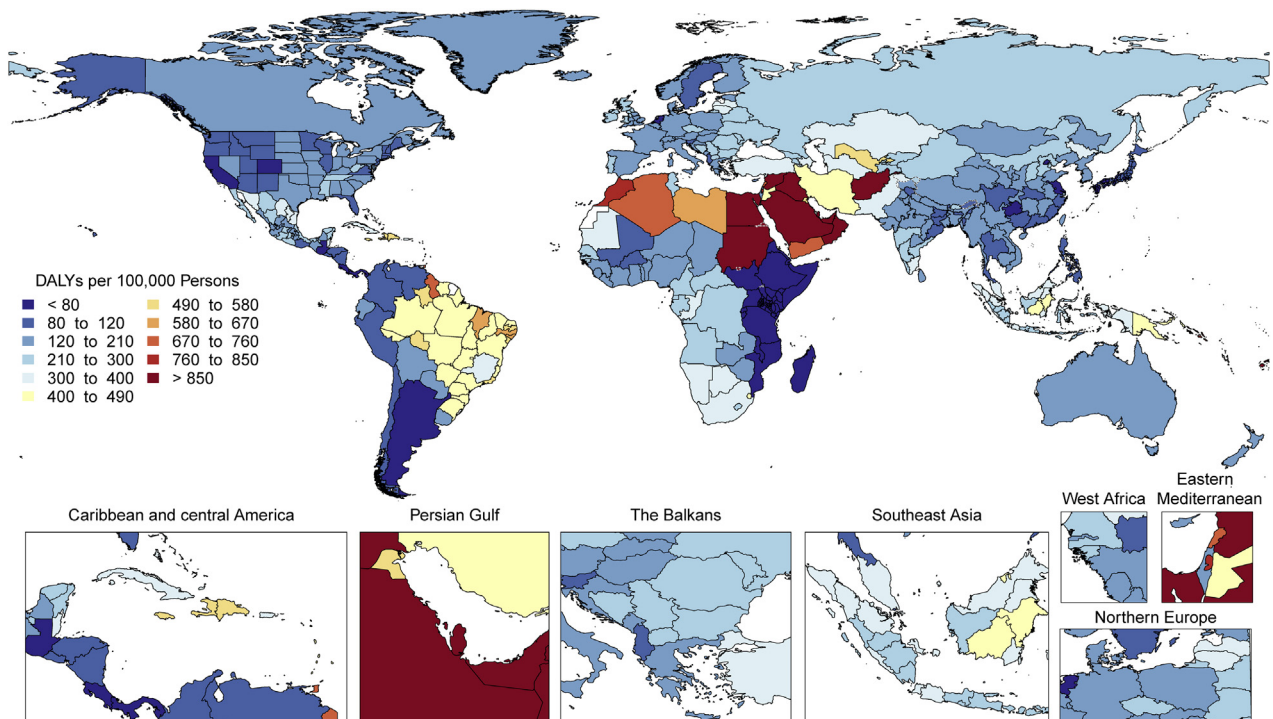 DALYs per 100,000 Persons
< 80
80 to 120
120 to 210
210 to 300
300 to 400
400 to 490
490 to 580
580 to 670
670 to 760
760 to 850
> 850
Caribbean and central America
Persian Gulf
The Balkans
Southeast Asia
West Africa
Eastern
Mediterranean
Northern Europe